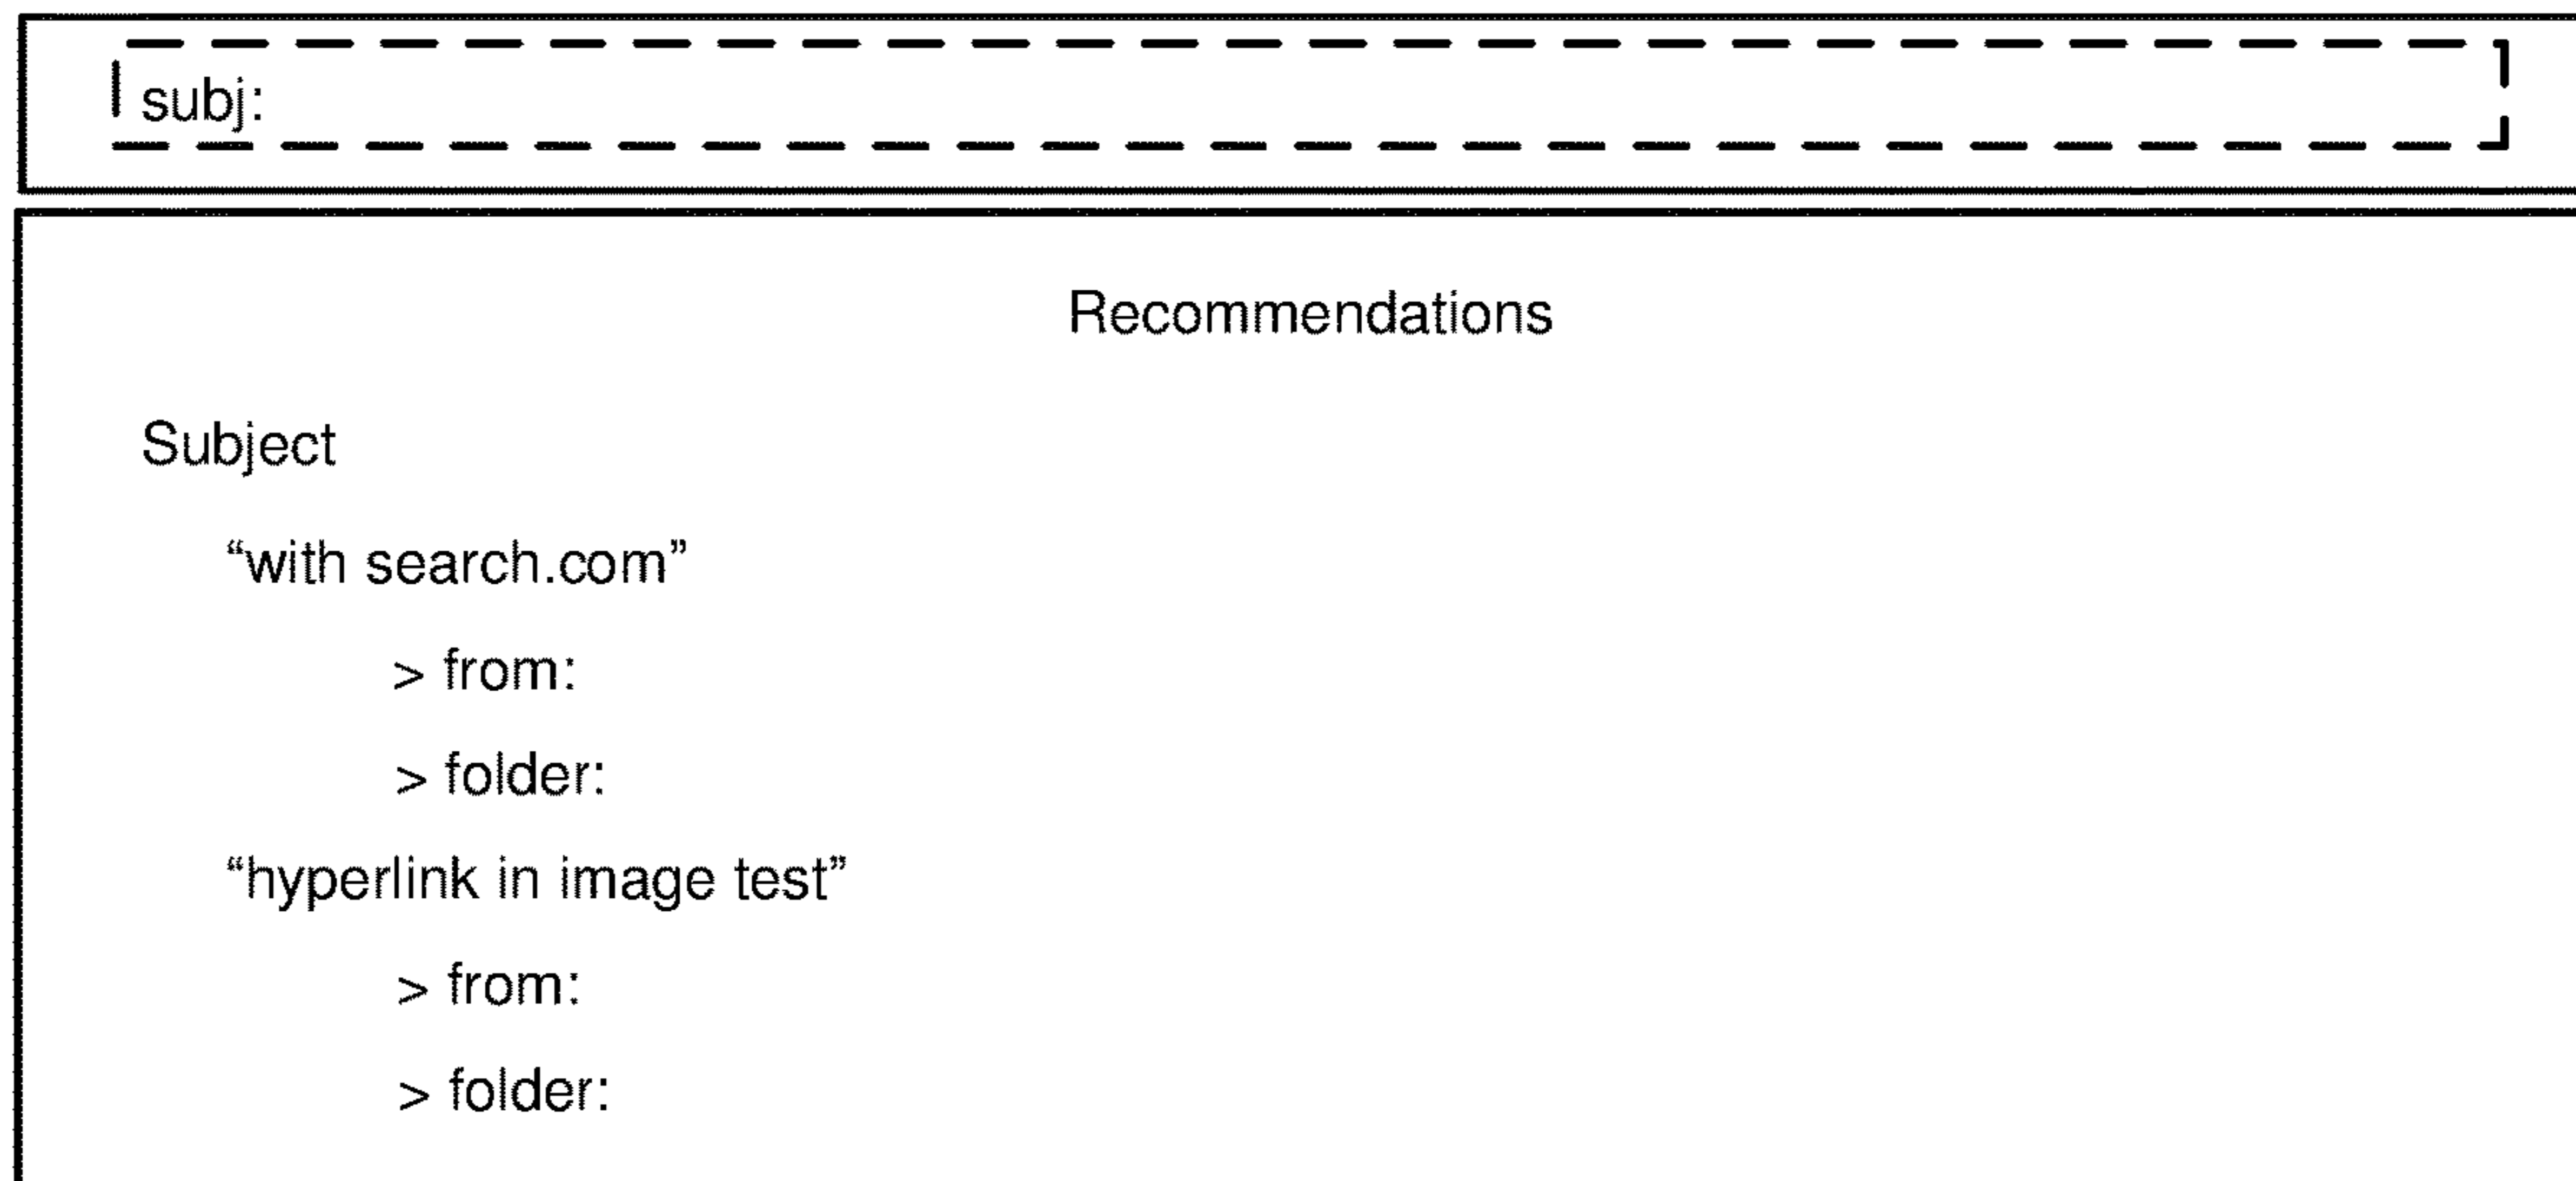 subj:
Recommendations
Subject
“with search.com”
> from:
> folder:
“hyperlink in image test”
> from:
> folder: